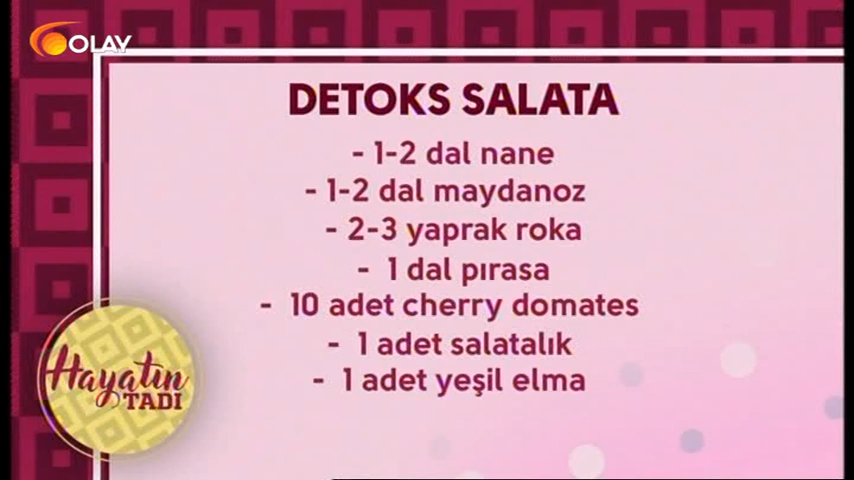 OLAY
DETOKS SALATA
- 1-2 dal nane
- 1-2 dal maydanoz
- 2-3 yaprak roka
- 1 dal pırasa
- 10 adet cherry domates
- 1 adet salatalık
- 1 adet yeşil elma
Hayatın
TADI